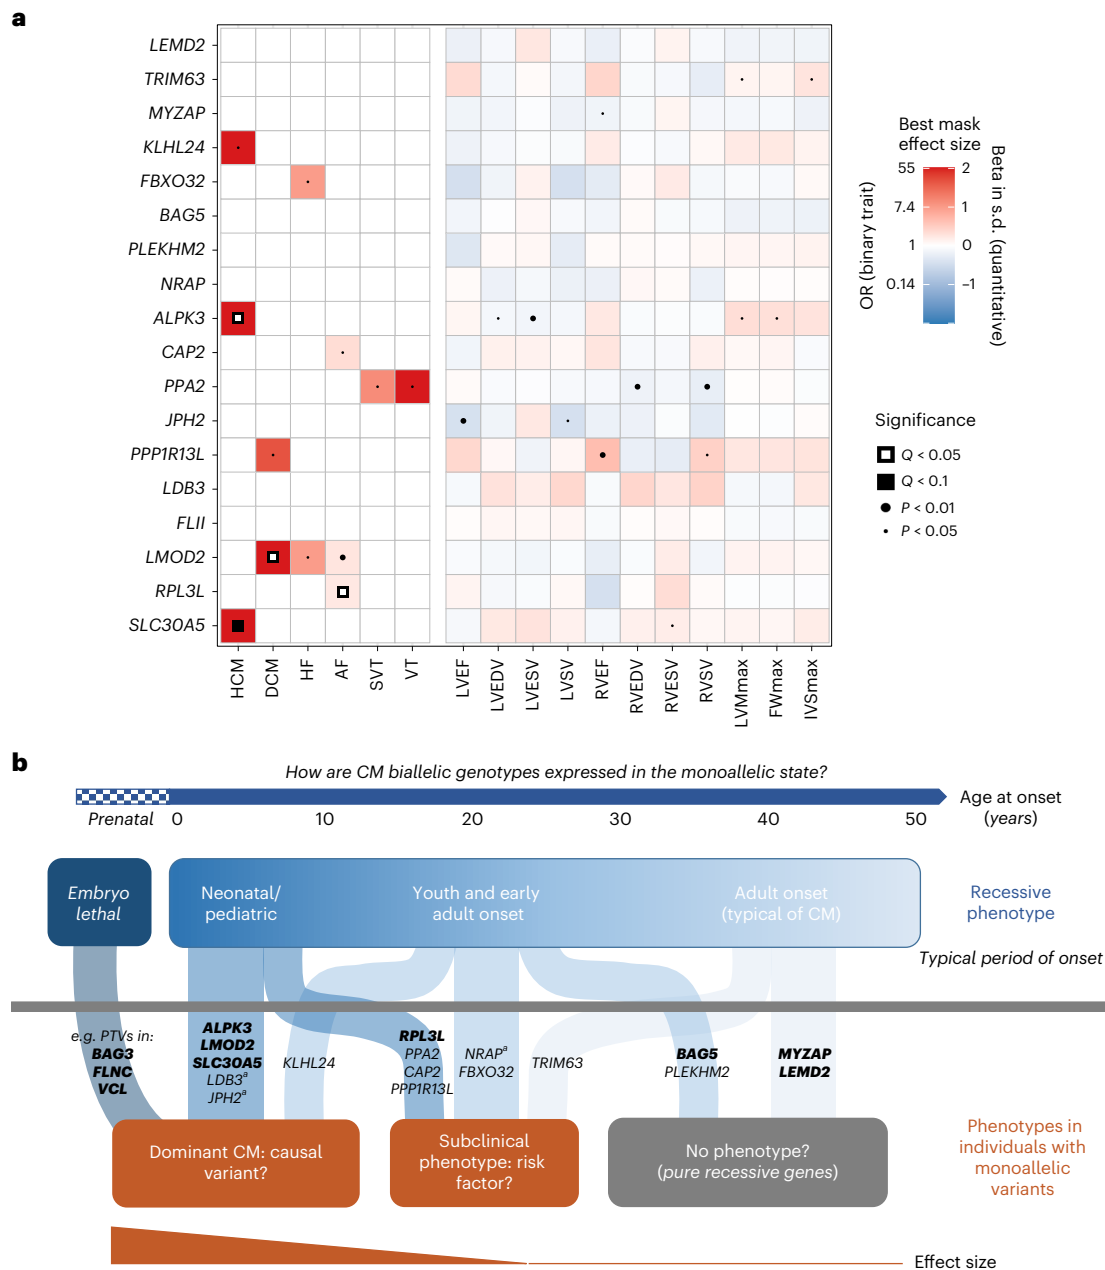 a
LEMD2
TRIM63
MYZAP
KLHL24
FBXO32
BAG5
PLEKHM2
NRAP
ALPK3
CAP2
PPA2
JPH2
PPP1R13L
LDB3
FLII
LMOD2
RPL3L
SLC30A5
HCM
DCM
HF
AF
SVT
VT
LVEF
LVEDV
LVESV
LVSV
RVEF
RVEDV
RVESV
RVSV
LVMmax
FWmax
IVSmax
Best mask
effect size
OR (binary trait)
55
7.4
1
0.14
2
1
0
−1
Beta in s.d. (quantitative)
Significance
Q < 0.05
Q < 0.1
P < 0.01
P < 0.05
b
How are CM biallelic genotypes expressed in the monoallelic state?
Prenatal 0 10 20 30 40 50
Age at onset
(years)
Embryo
lethal
Neonatal/
pediatric
Youth and early
adult onset
Adult onset
(typical of CM)
Recessive
phenotype
Typical period of onset
e.g. PTVs in:
BAG3
FLNC
VCL
ALPK3
LMOD2
SLC30A5
LDB3a
JPH2a
KLHL24
RPL3L
PPA2
CAP2
PPP1R13L
NRAPa
FBXO32
TRIM63
BAG5
PLEKHM2
MYZAP
LEMD2
Dominant CM: causal
variant?
Subclinical
phenotype: risk
factor?
No phenotype?
(pure recessive genes)
Phenotypes in
individuals with
monoallelic
variants
Effect size